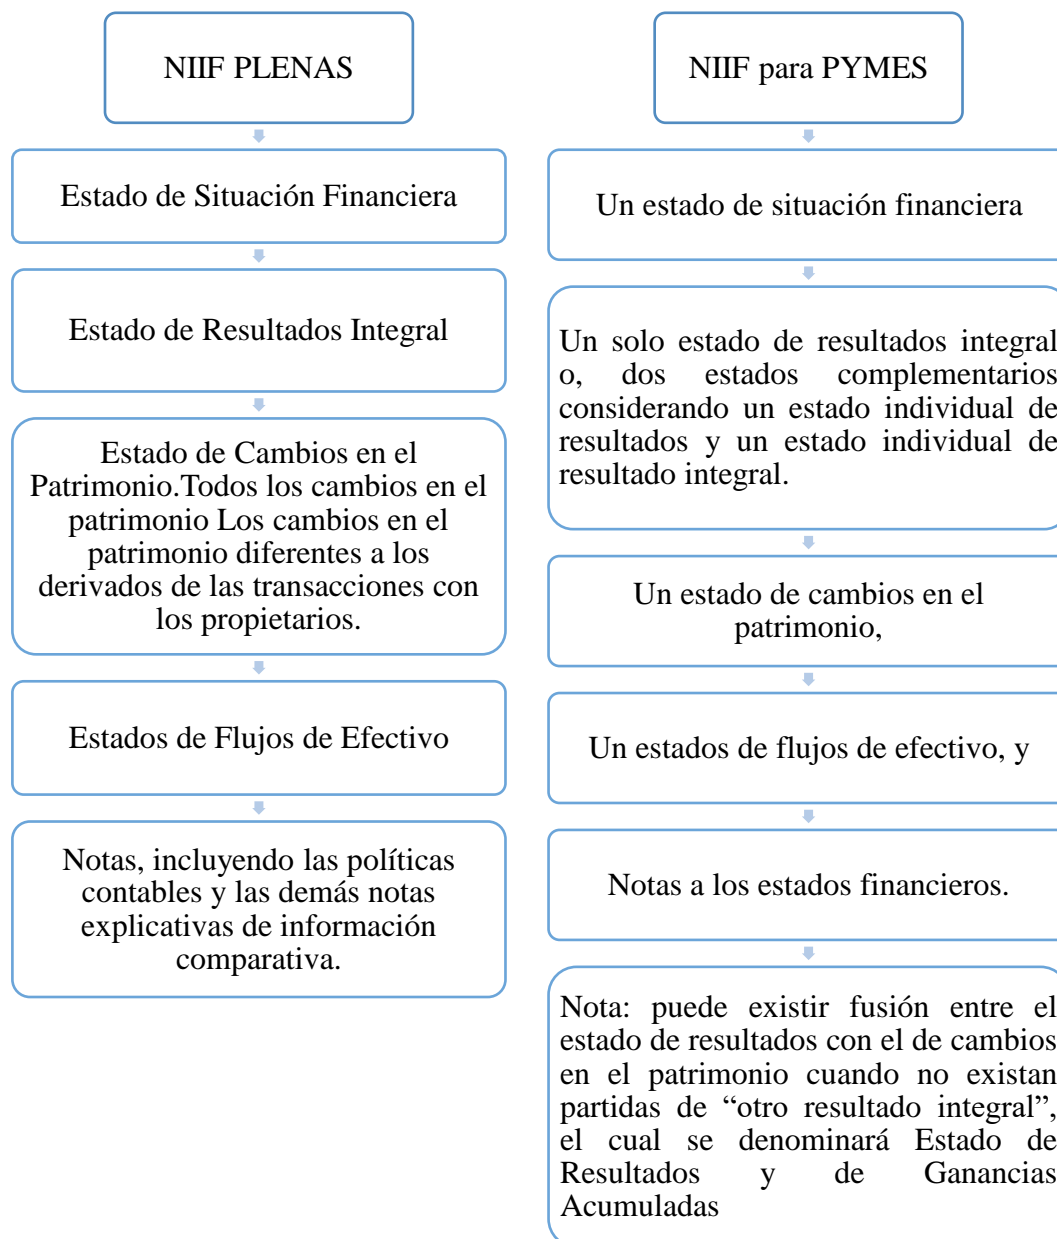 NIIF PLENAS
Estado de Situación Financiera
Estado de Resultados Integral
Estado de Cambios en el
Patrimonio.Todos los cambios en el
patrimonio Los cambios en el
patrimonio diferentes a los
derivados de las transacciones con
los propietarios.
Estados de Flujos de Efectivo
Notas, incluyendo las políticas
contables y las demás notas
explicativas de información
comparativa.
NIIF para PYMES
Un estado de situación financiera
Un solo estado de resultados integral
o, dos estados complementarios
considerando un estado individual de
resultados y un estado individual de
resultado integral.
Un estado de cambios en el
patrimonio,
Un estados de flujos de efectivo, y
Notas a los estados financieros.
Nota: puede existir fusión entre el
estado de resultados con el de cambios
en el patrimonio cuando no existan
partidas de “otro resultado integral”,
el cual se denominará Estado de
Resultados y de Ganancias
Acumuladas